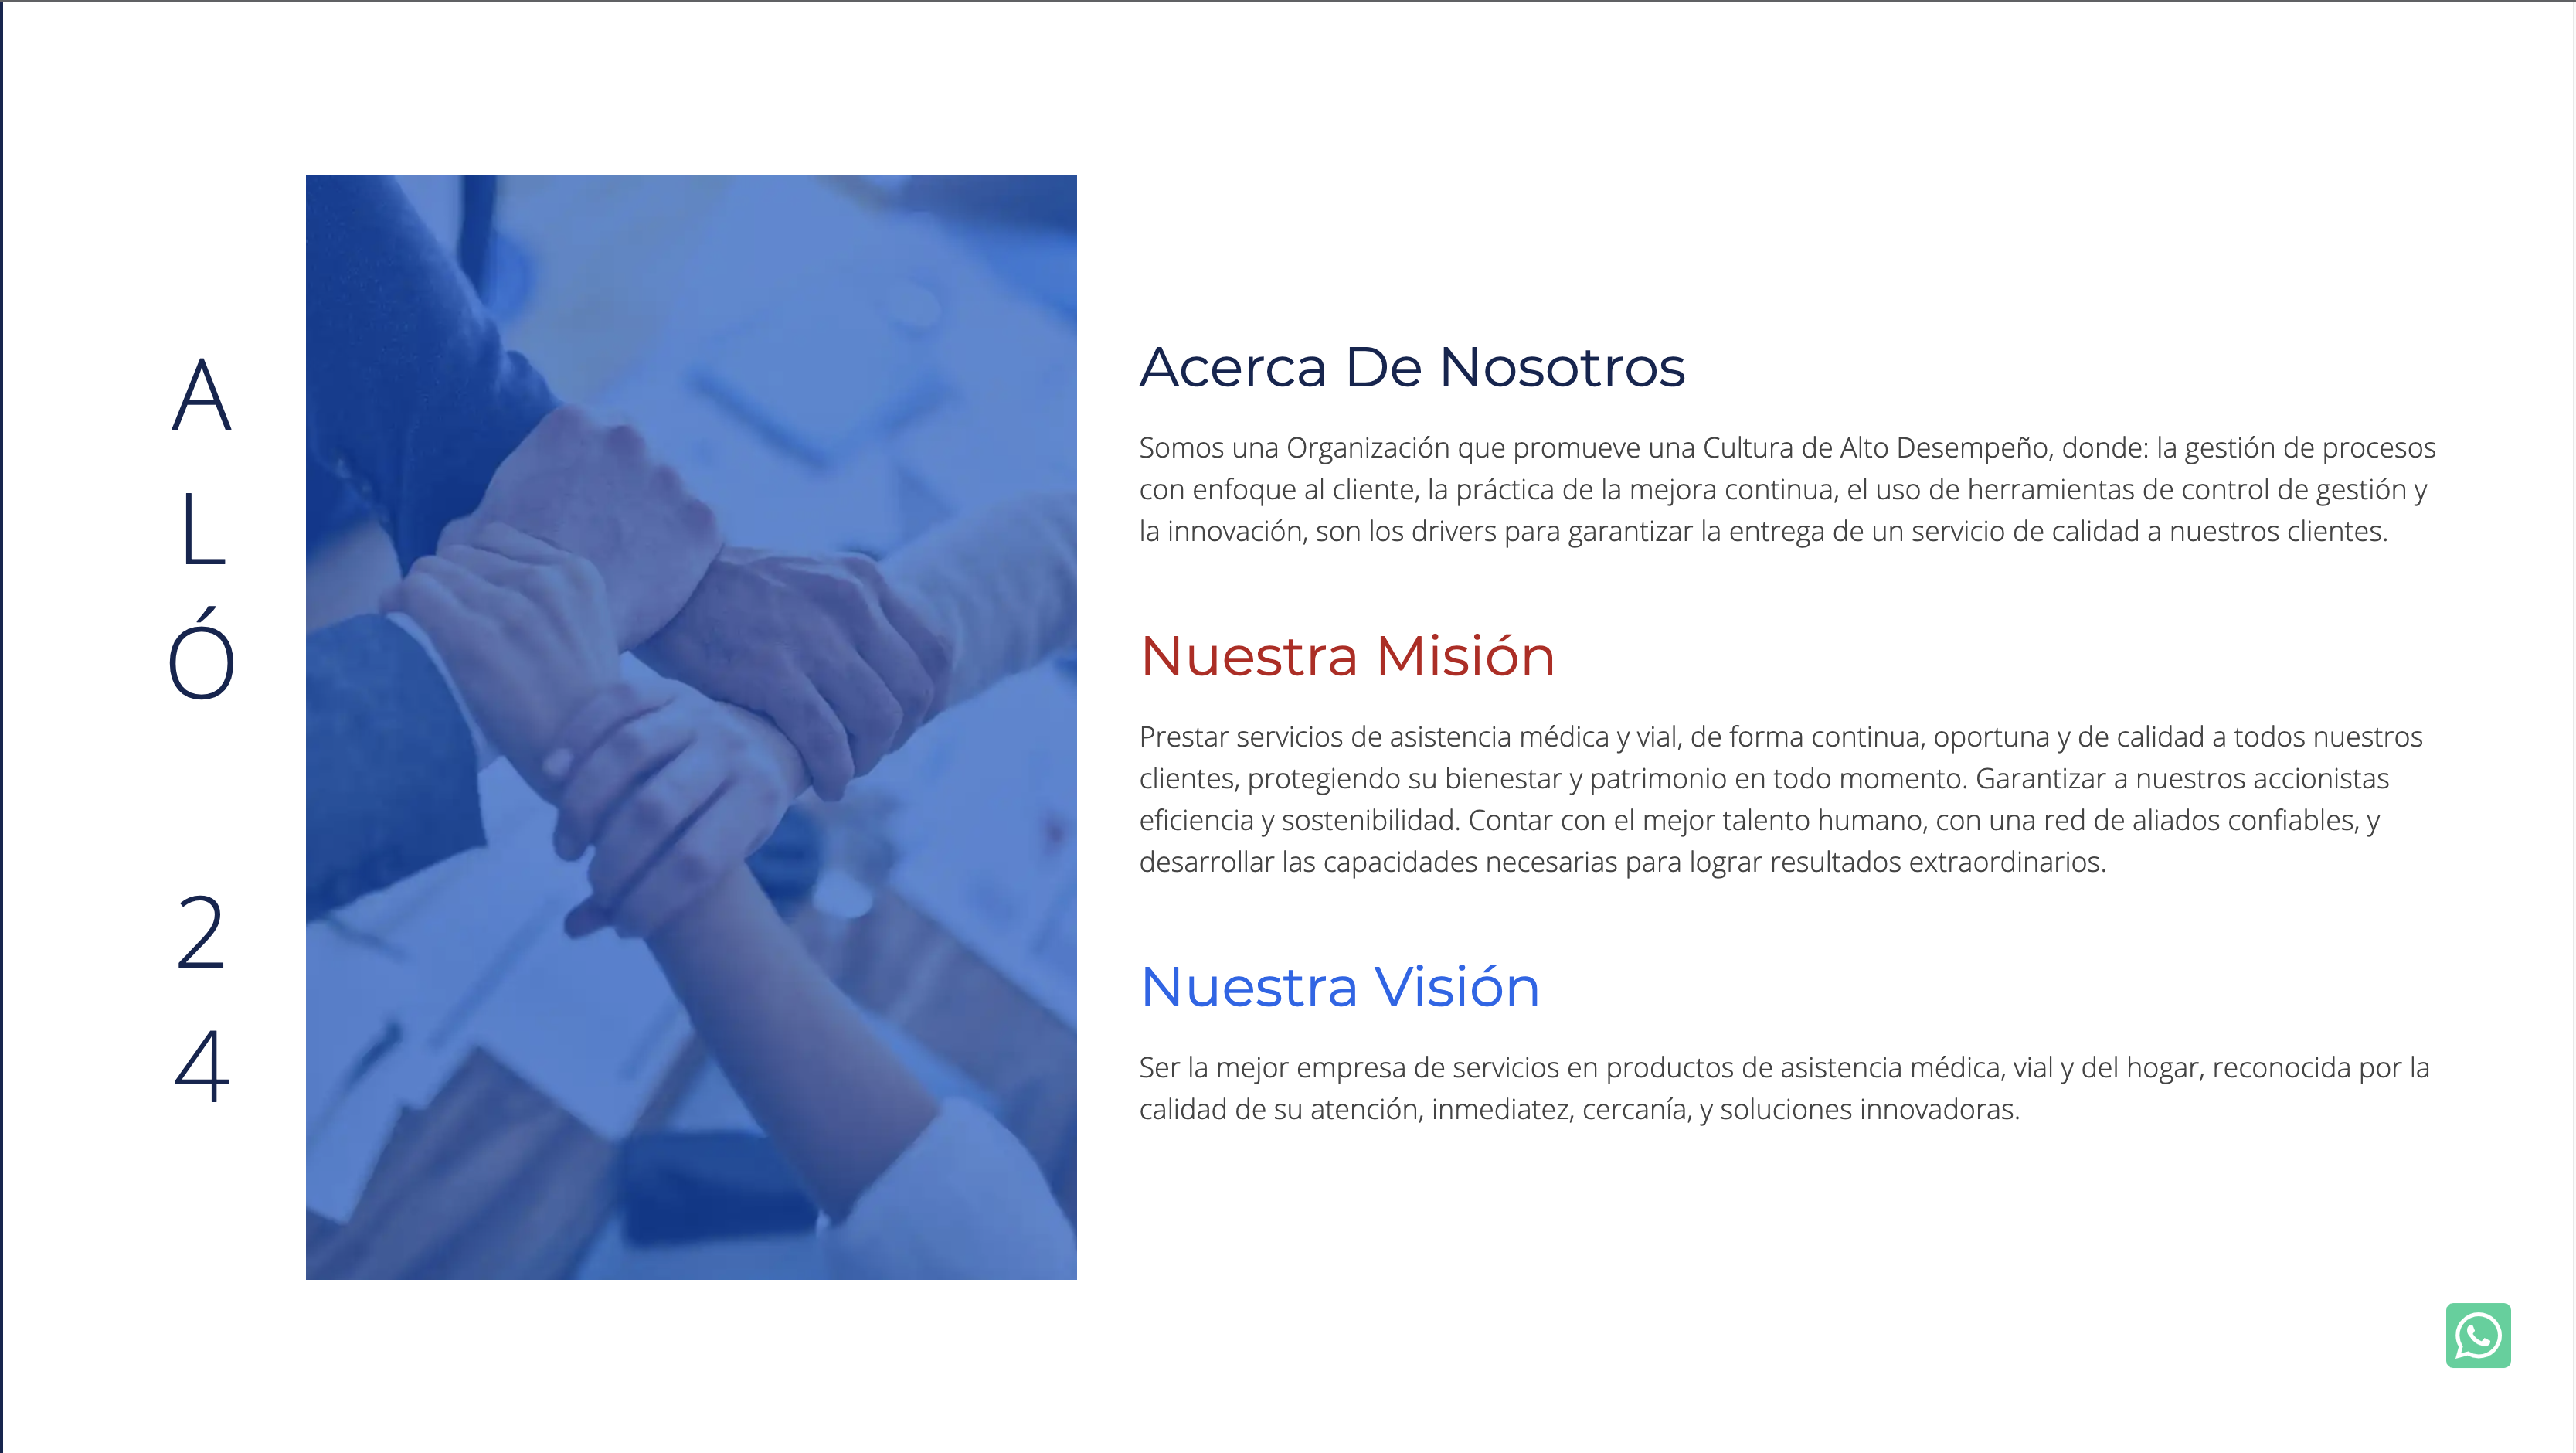 A
L
Ó
2
4
Acerca De Nosotros
Somos una Organización que promueve una Cultura de Alto Desempeño, donde: la gestión de procesos
con enfoque al cliente, la práctica de la mejora continua, el uso de herramientas de control de gestión y
la innovación, son los drivers para garantizar la entrega de un servicio de calidad a nuestros clientes.
Nuestra Misión
Prestar servicios de asistencia médica y vial, de forma continua, oportuna y de calidad a todos nuestros
clientes, protegiendo su bienestar y patrimonio en todo momento. Garantizar a nuestros accionistas
eficiencia y sostenibilidad. Contar con el mejor talento humano, con una red de aliados confiables, y
desarrollar las capacidades necesarias para lograr resultados extraordinarios.
Nuestra Visión
Ser la mejor empresa de servicios en productos de asistencia médica, vial y del hogar, reconocida por la
calidad de su atención, inmediatez, cercanía, y soluciones innovadoras.